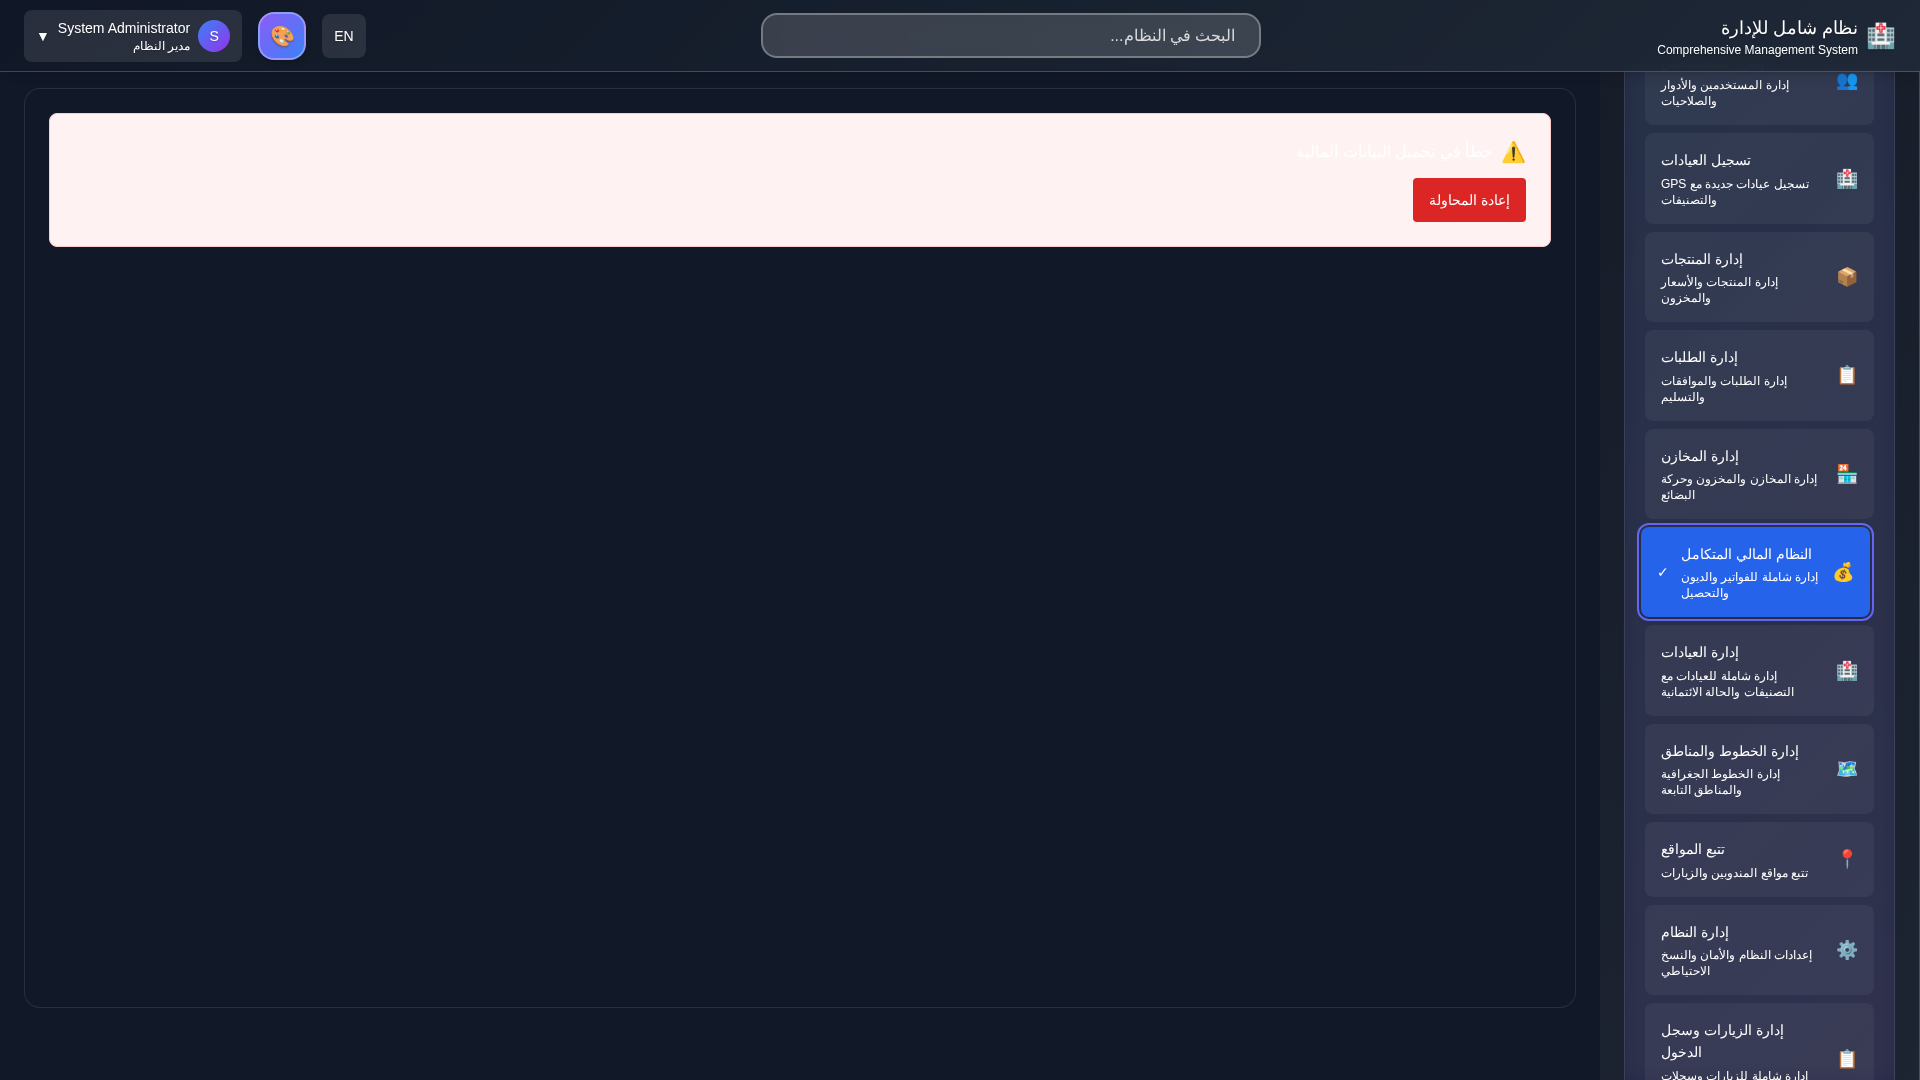 نظام شامل للإدارة
Comprehensive Management System
البحث في النظام...
EN
S
System Administrator
مدير النظام
إدارة المستخدمين والأدوار
والصلاحيات
تسجيل العيادات
تسجيل عيادات جديدة مع GPS
والتصنيفات
إدارة المنتجات
إدارة المنتجات والأسعار
والمخزون
إدارة الطلبات
إدارة الطلبات والموافقات
والتسليم
إدارة المخازن
إدارة المخازن والمخزون وحركة
البضائع
النظام المالي المتكامل
إدارة شاملة للفواتير والديون
والتحصيل
إدارة العيادات
إدارة شاملة للعيادات مع
التصنيفات والحالة الائتمانية
إدارة الخطوط والمناطق
إدارة الخطوط الجغرافية
والمناطق التابعة
تتبع المواقع
تتبع مواقع المندوبين والزيارات
إدارة النظام
إعدادات النظام والأمان والنسخ
الاحتياطي
إدارة الزيارات وسجل
الدخول
إدارة شاملة للزيارات وسجلات
خطأ في تحميل البيانات المالية
إعادة المحاولة